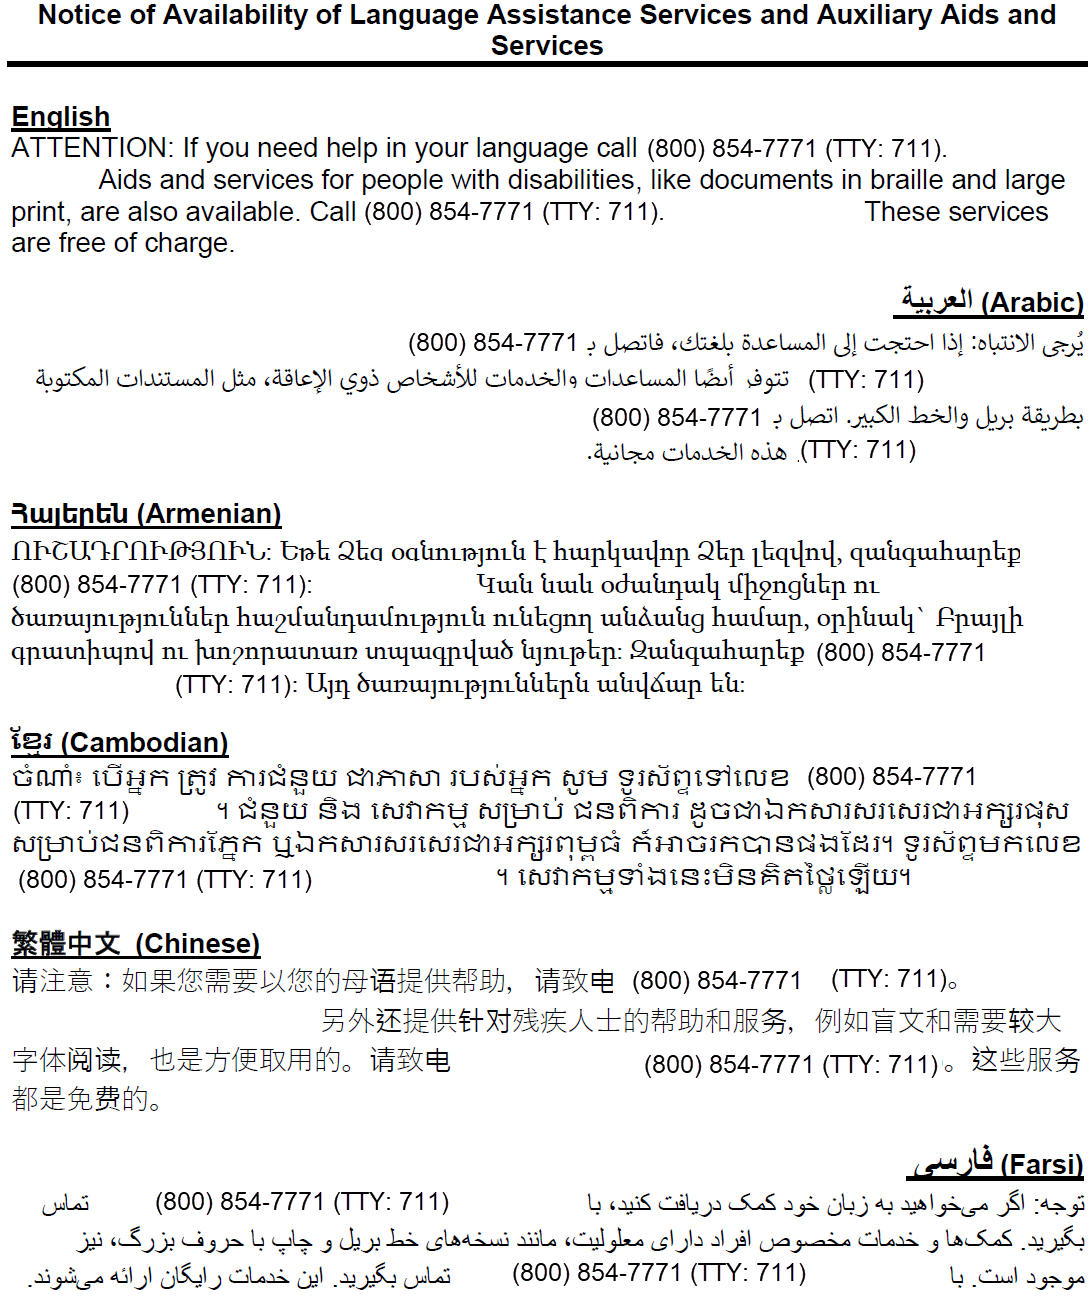 Notice of Availability of Language Assistance Services and Auxiliary Aids and
Services
English
ATTENTION: If you need help in your language call (800) 854-7771 (TTY: 711).
Aids and services for people with disabilities, like documents in braille and large
print, are also available. Call (800) 854-7771 (TTY: 711). These services
are free of charge.
العربية (Arabic)
يُرجى الانتباه: إذا احتجت إلى المساعدة بلغتك، فاتصل بـ (800) 854-7771
(TTY: 711) تتوفر أيضًا المساعدات والخدمات للأشخاص ذوي الإعاقة، مثل المستندات المكتوبة
بطريقة بريل والخط الكبير. اتصل بـ (800) 854-7771
(TTY: 711). هذه الخدمات مجانية.
Հայերեն (Armenian)
ՈՒՇԱԴՐՈՒԹՅՈՒՆ: Եթե Ձեզ օգնություն է հարկավոր Ձեր լեզվով, զանգահարեք
(800) 854-7771 (TTY: 711): Կան նաև օժանդակ միջոցներ ու
ծառայություններ հաշմանդամություն ունեցող անձանց համար, օրինակ` Բրայլի
գրատիպով ու խոշորատառ տպագրված նյութեր: Զանգահարեք (800) 854-7771
(TTY: 711): Այդ ծառայություններն անվճար են:
ខ្មែរ (Cambodian)
ចំណាំ៖ បើអ្នក ត្រូវ ការជំនួយ ជាភាសា របស់អ្នក សូម ទូរស័ព្ទទៅលេខ (800) 854-7771
(TTY: 711) ។ ជំនួយ និង សេវាកម្ម សម្រាប់ ជនពិការ ដូចជាឯកសារសរសេរជាអក្សរផុស
សម្រាប់ជនពិការភ្នែក ឬឯកសារសរសេរជាអក្សរពុម្ពធំ ក៏អាចរកបានផងដែរ។ ទូរស័ព្ទមកលេខ
(800) 854-7771 (TTY: 711) ។ សេវាកម្មទាំងនេះមិនគិតថ្លៃឡើយ។
繁體中文 (Chinese)
请注意：如果您需要以您的母语提供帮助，请致电 (800) 854-7771 (TTY: 711)。
另外还提供针对残疾人士的帮助和服务，例如盲文和需要较大
字体阅读，也是方便取用的。请致电 (800) 854-7771 (TTY: 711)。这些服务
都是免费的。
فارسی (Farsi)
توجه: اگر می‌خواهید به زبان خود کمک دریافت کنید، با (800) 854-7771 (TTY: 711) تماس
بگیرید. کمک‌ها و خدمات مخصوص افراد دارای معلولیت، مانند نسخه‌های خط بریل و چاپ با حروف بزرگ، نیز
موجود است. با (800) 854-7771 (TTY: 711) تماس بگیرید. این خدمات رایگان ارائه می‌شوند.